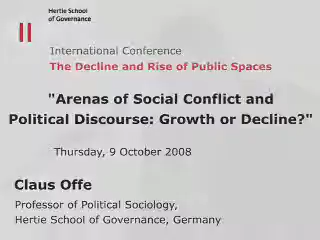 Hertie School
of Governance
International Conference
The Decline and Rise of Public Spaces
"Arenas of Social Conflict and
Political Discourse: Growth or Decline?"
Thursday, 9 October 2008
Claus Offe
Professor of Political Sociology,
Hertie School of Governance, Germany